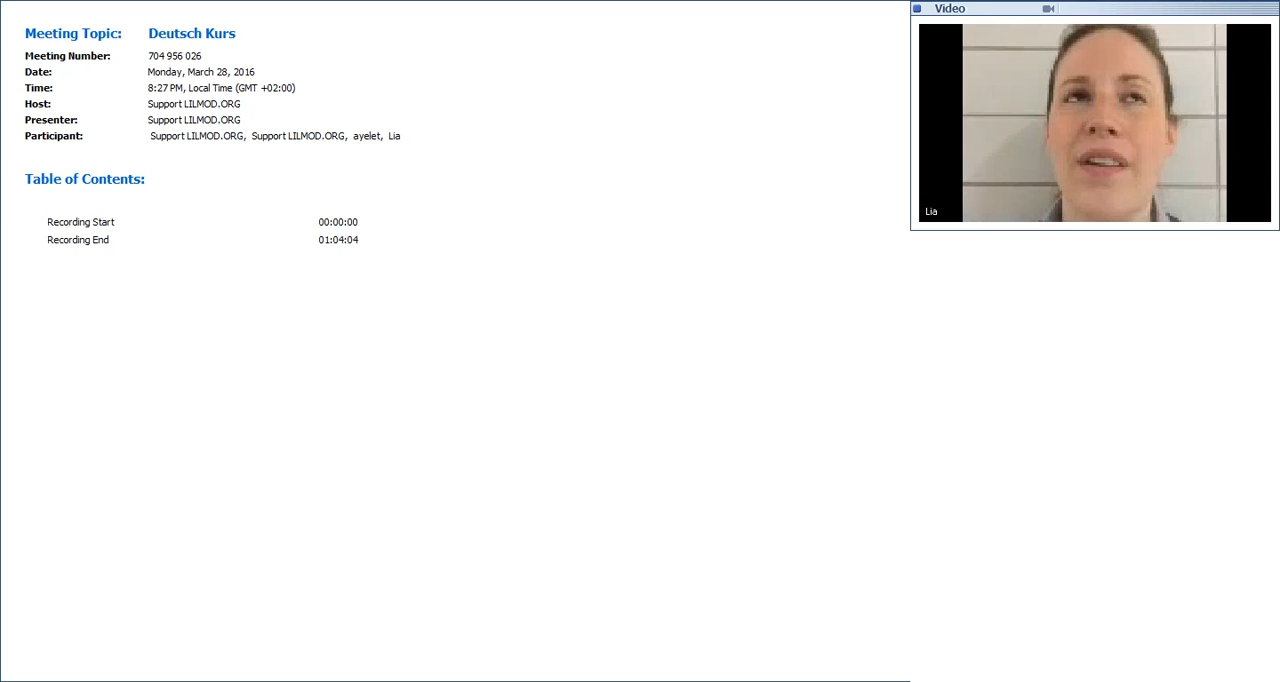 Meeting Topic: Deutsch Kurs
Meeting Number: 704 956 026
Date: Monday, March 28, 2016
Time: 8:27 PM, Local Time (GMT +02:00)
Host: Support LILMOD.ORG
Presenter: Support LILMOD.ORG
Participant: Support LILMOD.ORG, Support LILMOD.ORG, ayelet, Lia
Table of Contents:
Recording Start 00:00:00
Recording End 01:04:04
Video
Lia